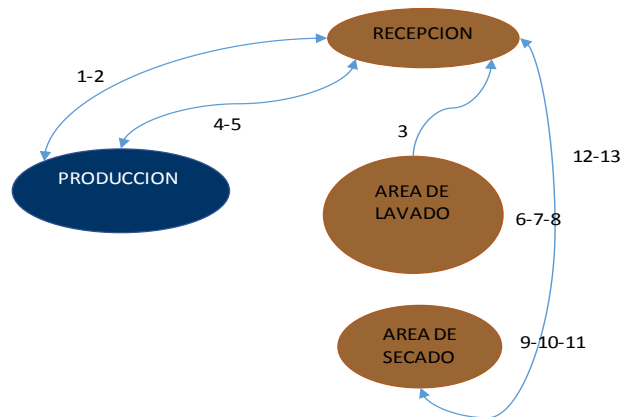 RECEPCION
1-2
4-5
3
12-13
PRODUCCION
AREA DE
LAVADO
6-7-8
AREA DE
SECADO
9-10-11